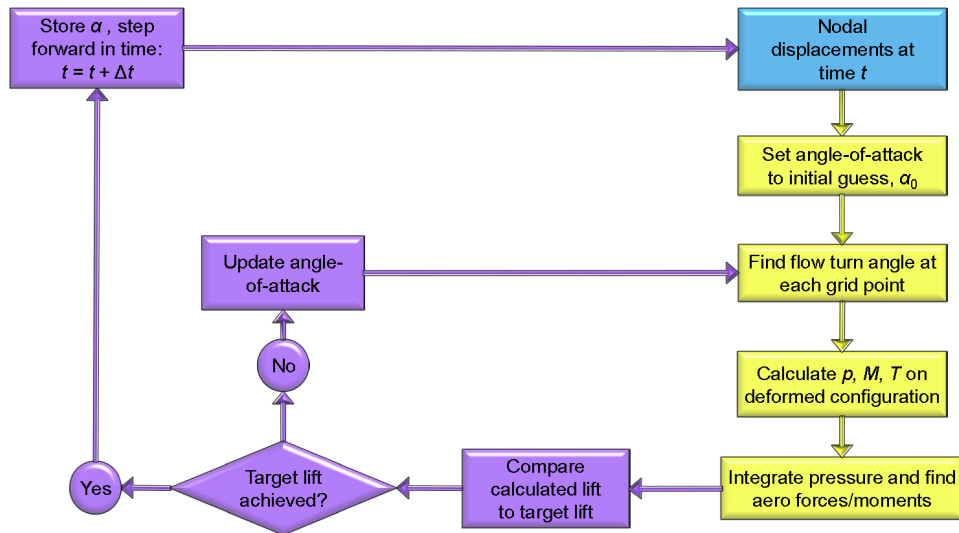 Store α , step
forward in time:
t = t + Δt
Nodal
displacements at
time t
Set angle-of-attack
to initial guess, α₀
Update angle-
of-attack
Find flow turn angle at
each grid point
No
Calculate p, M, T on
deformed configuration
Yes
Target lift
achieved?
Compare
calculated lift
to target lift
Integrate pressure and find
aero forces/moments